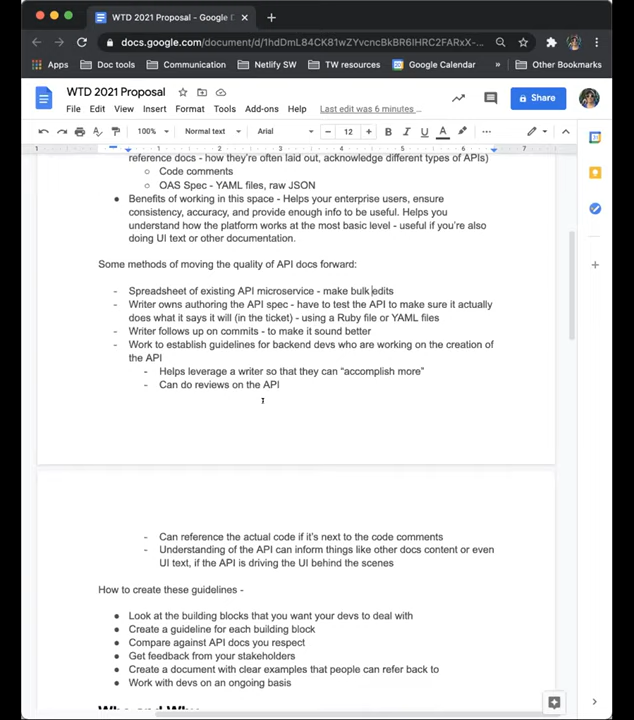 WTD 2021 Proposal - Google D
docs.google.com/document/d/1hdDmL84CK81wZYvcncBkBR6IHRC2FARxX-...
Apps Doc tools Communication Netlify SW TW resources Google Calendar » Other Bookmarks
WTD 2021 Proposal
File Edit View Insert Format Tools Add-ons Help Last edit was 6 minutes ...
Share
100% Normal text Arial 12 B I U A
1 1 2 3 4 5 6 7
reference docs - how they're often laid out, acknowledge different types of APIs)
Code comments
OAS Spec - YAML files, raw JSON
Benefits of working in this space - Helps your enterprise users, ensure
consistency, accuracy, and provide enough info to be useful. Helps you
understand how the platform works at the most basic level - useful if you're also
doing UI text or other documentation.
Some methods of moving the quality of API docs forward:
- Spreadsheet of existing API microservice - make bulk edits
- Writer owns authoring the API spec - have to test the API to make sure it actually
does what it says it will (in the ticket) - using a Ruby file or YAML files
- Writer follows up on commits - to make it sound better
- Work to establish guidelines for backend devs who are working on the creation of
the API
- Helps leverage a writer so that they can “accomplish more”
- Can do reviews on the API
- Can reference the actual code if it's next to the code comments
- Understanding of the API can inform things like other docs content or even
UI text, if the API is driving the UI behind the scenes
How to create these guidelines -
Look at the building blocks that you want your devs to deal with
Create a guideline for each building block
Compare against API docs you respect
Get feedback from your stakeholders
Create a document with clear examples that people can refer back to
Work with devs on an ongoing basis
Who and Why